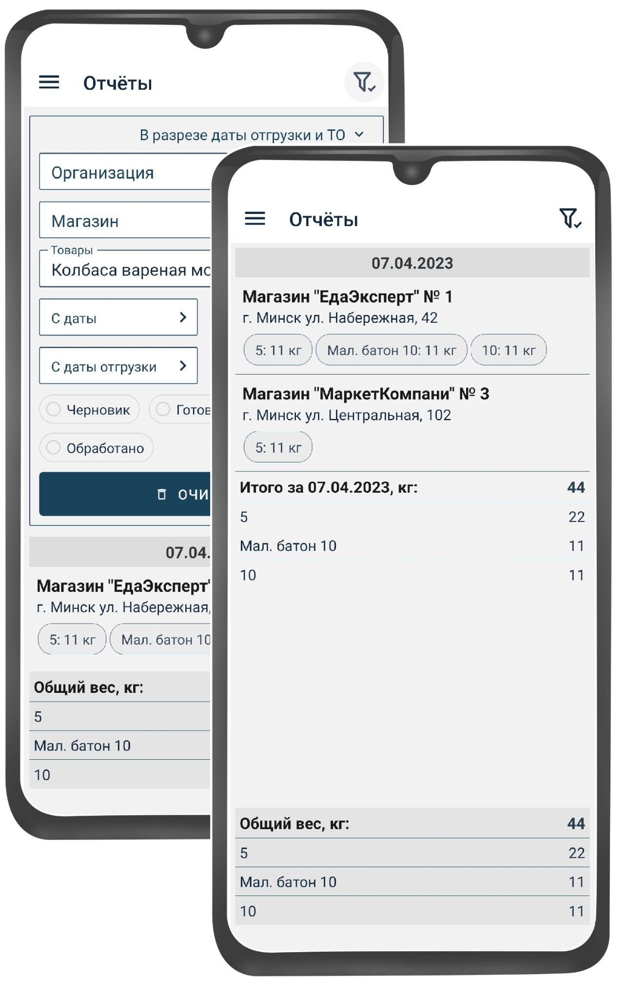 Отчёты
В разрезе даты отгрузки и ТО
Организация
Магазин
Товары
Колбаса вареная
С даты
С даты отгрузки
Черновик
Обработано
07.04.
Магазин "ЕдаЭксперт"
г. Минск ул. Набережная,
5: 11 кг
Мал. батон 10
Общий вес, кг:
5
Мал. батон 10
10
Отчёты
07.04.2023
Магазин "ЕдаЭксперт" № 1
г. Минск ул. Набережная, 42
5: 11 кг Мал. батон 10: 11 кг 10: 11 кг
Магазин "МаркетКомпани" № 3
г. Минск ул. Центральная, 102
5: 11 кг
Итого за 07.04.2023, кг: 44
5 22
Мал. батон 10 11
10 11
Общий вес, кг: 44
5 22
Мал. батон 10 11
10 11